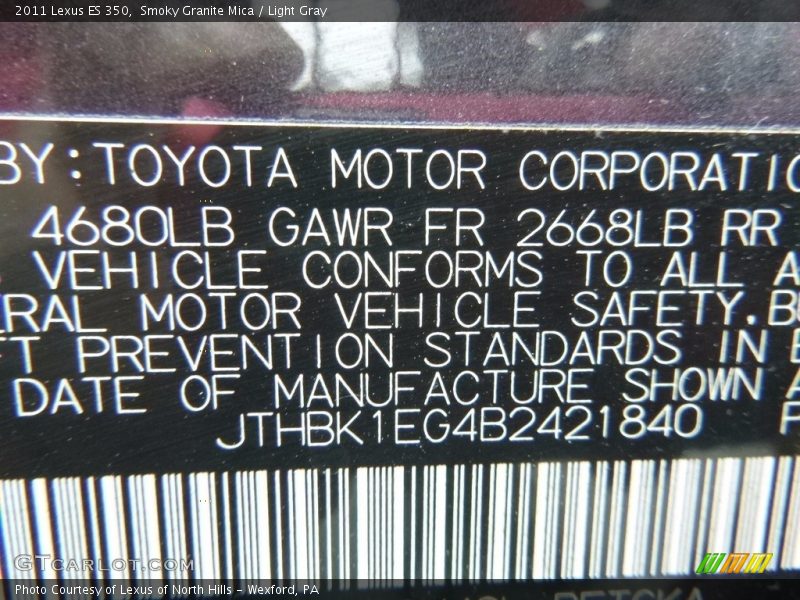 2011 Lexus ES 350, Smoky Granite Mica / Light Gray
BY: TOYOTA MOTOR CORPORATIO
4680LB GAWR FR 2668LB RR
VEHICLE CONFORMS TO ALL A
ERAL MOTOR VEHICLE SAFETY. B
FT PREVENTION STANDARDS IN E
DATE OF MANUFACTURE SHOWN A
JTHBK1EG4B2421840
GTCarLot.com
Photo Courtesy of Lexus of North Hills - Wexford, PA